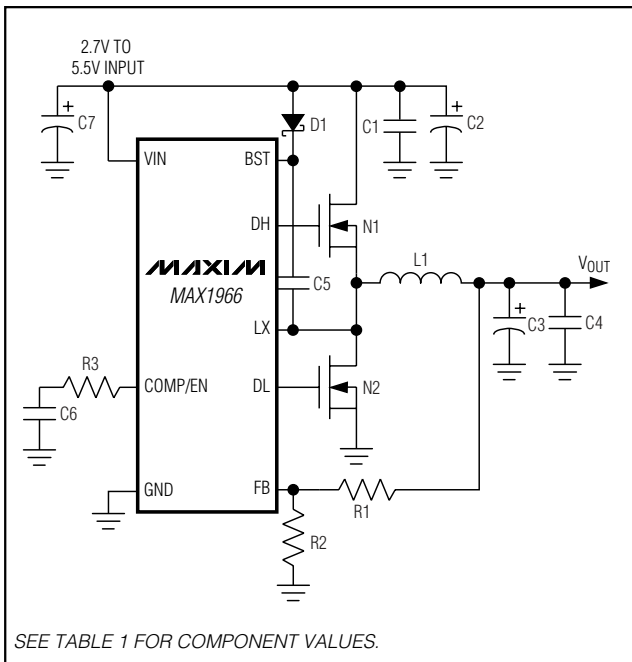 2.7V TO
5.5V INPUT
C7
D1
C1
C2
VIN
BST
DH
N1
MAXIM
MAX1966
C5
L1
VOUT
LX
C3
C4
R3
COMP/EN
DL
N2
C6
GND
FB
R1
R2
SEE TABLE 1 FOR COMPONENT VALUES.